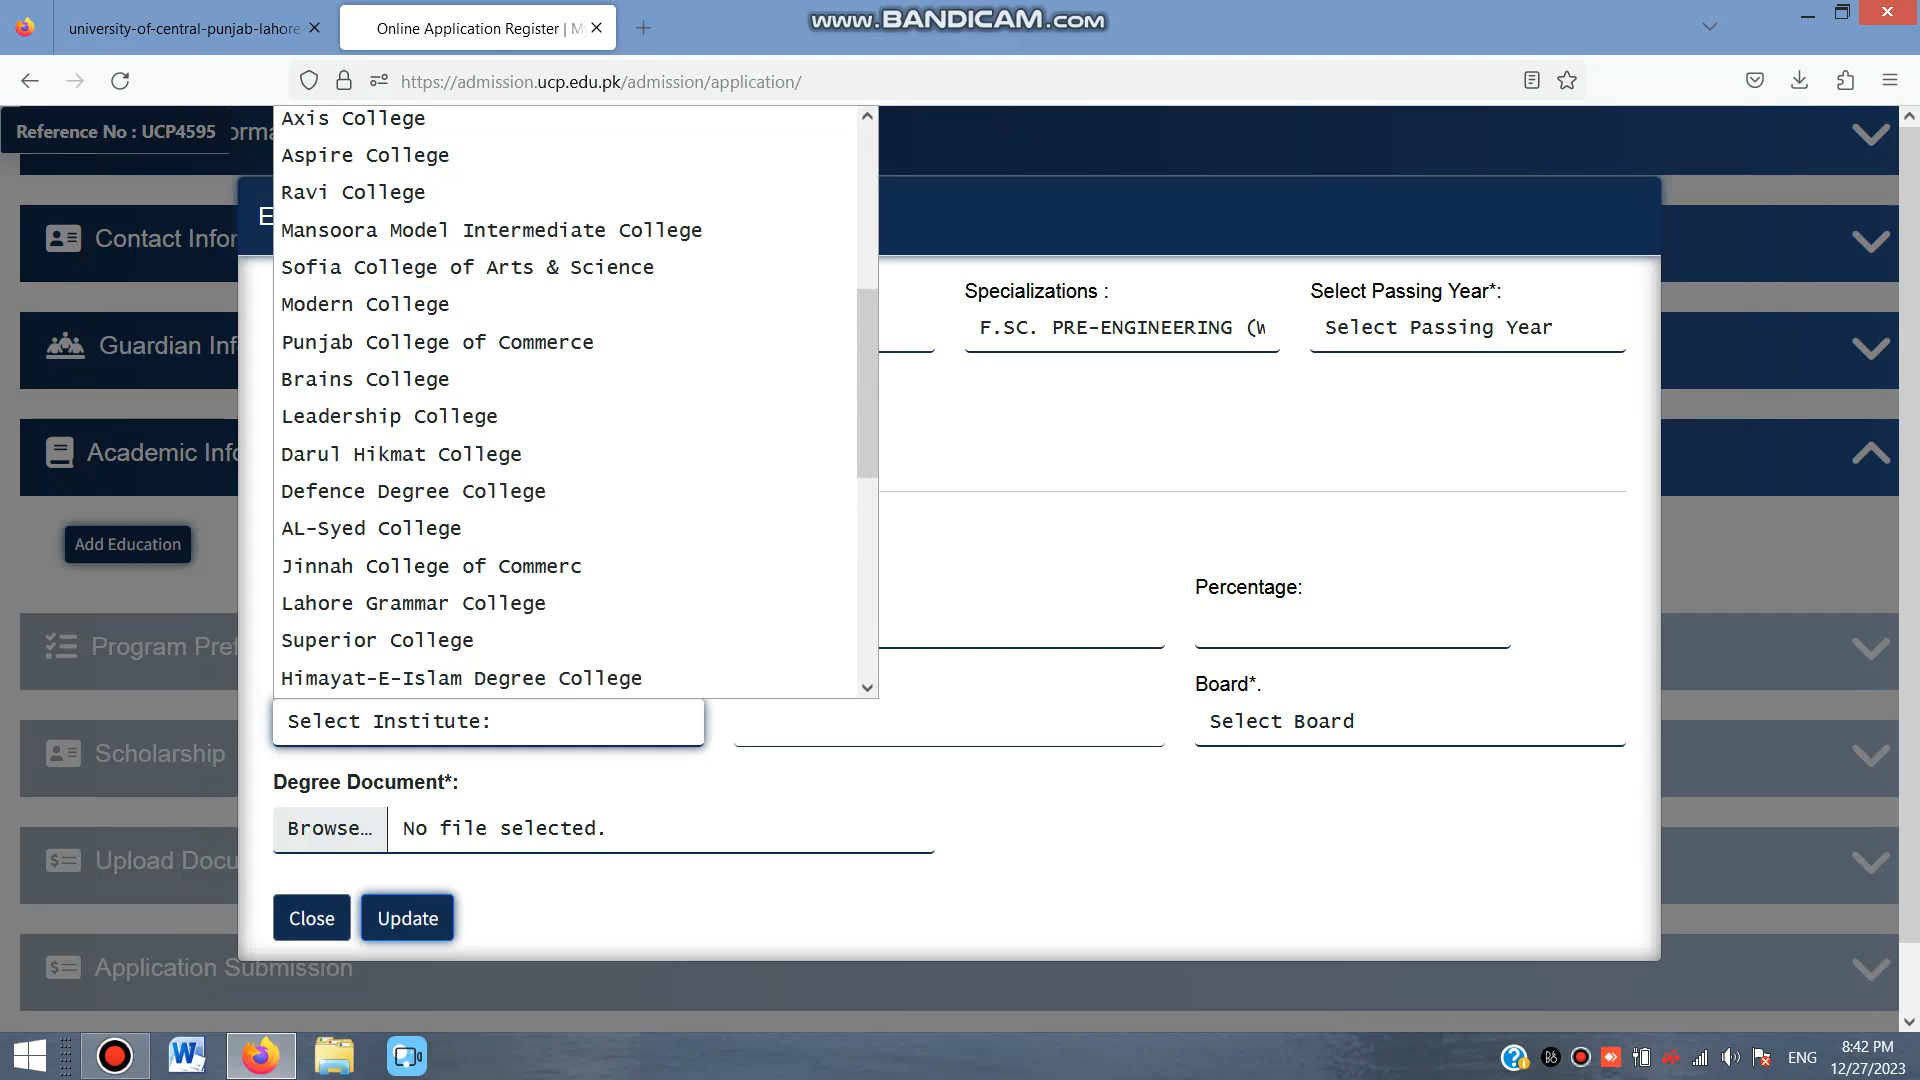 university-of-central-punjab-lahore
Online Application Register | M
www.BANDICAM.com
https://admission.ucp.edu.pk/admission/application/
Reference No : UCP4595
orma
Axis College
Aspire College
Ravi College
Mansoora Model Intermediate College
Sofia College of Arts & Science
Modern College
Punjab College of Commerce
Brains College
Leadership College
Darul Hikmat College
Defence Degree College
AL-Syed College
Jinnah College of Commerc
Lahore Grammar College
Superior College
Himayat-E-Islam Degree College
Select Institute:
Contact Infor
Guardian Inf
Academic Info
Add Education
Program Pref
Scholarship
Upload Docu
Application Submission
E
Specializations :
F.SC. PRE-ENGINEERING (W
Select Passing Year*:
Select Passing Year
Percentage:
Board*.
Select Board
Degree Document*:
Browse… No file selected.
Close
Update
ENG
8:42 PM
12/27/2023